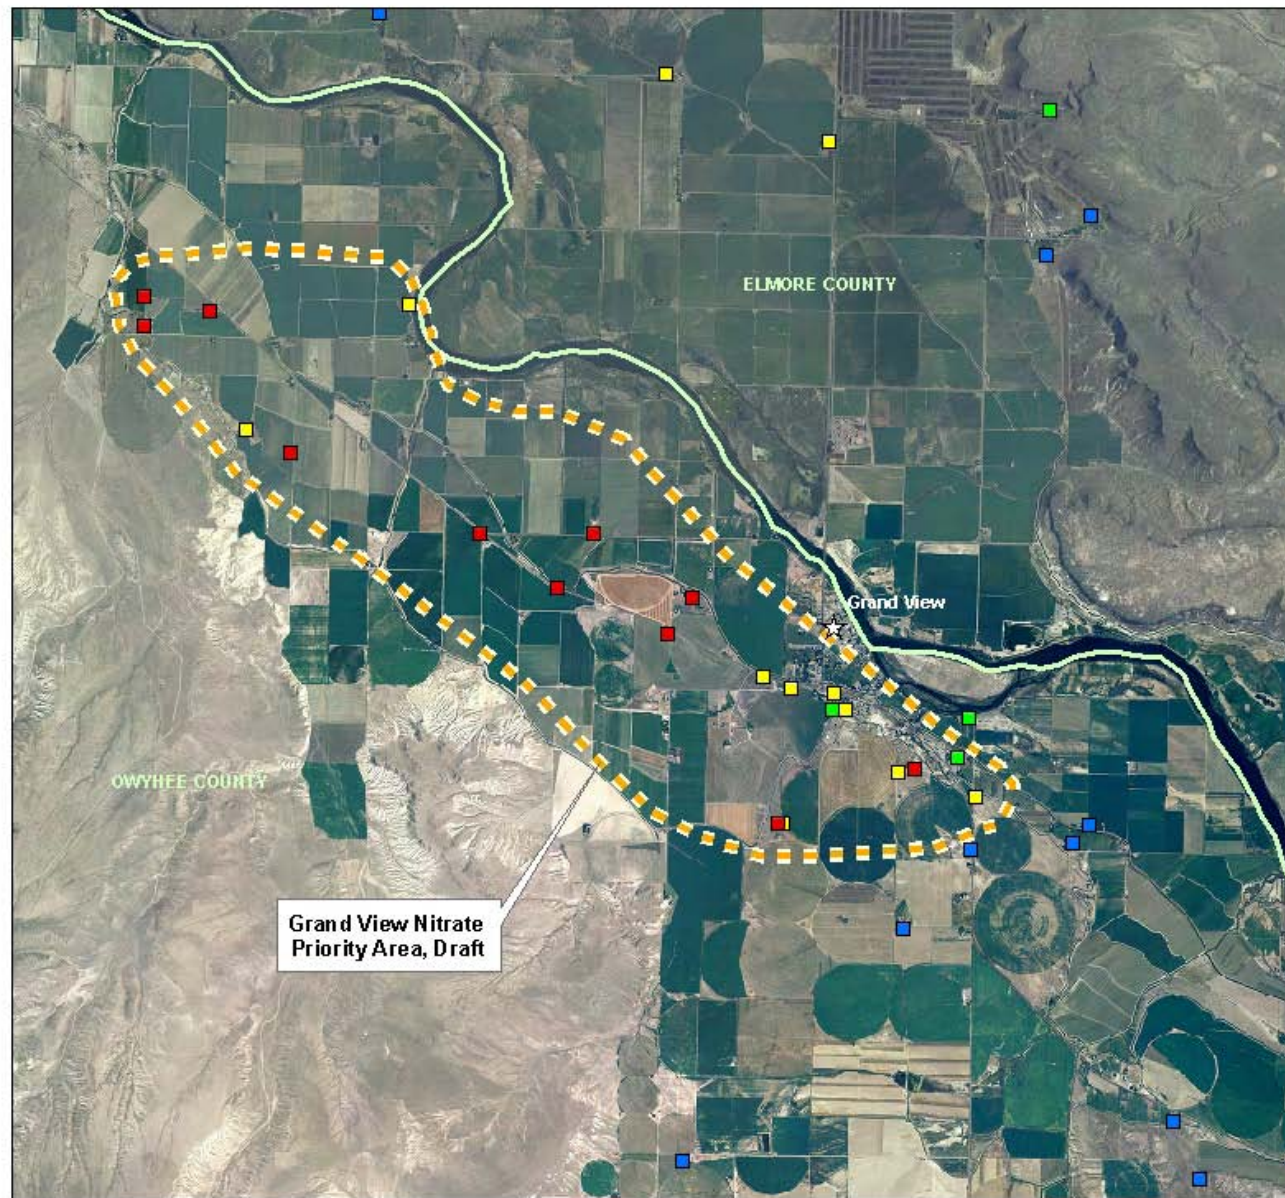 ELMORE COUNTY
Grand View
OWYHEE COUNTY
Grand View Nitrate
Priority Area, Draft